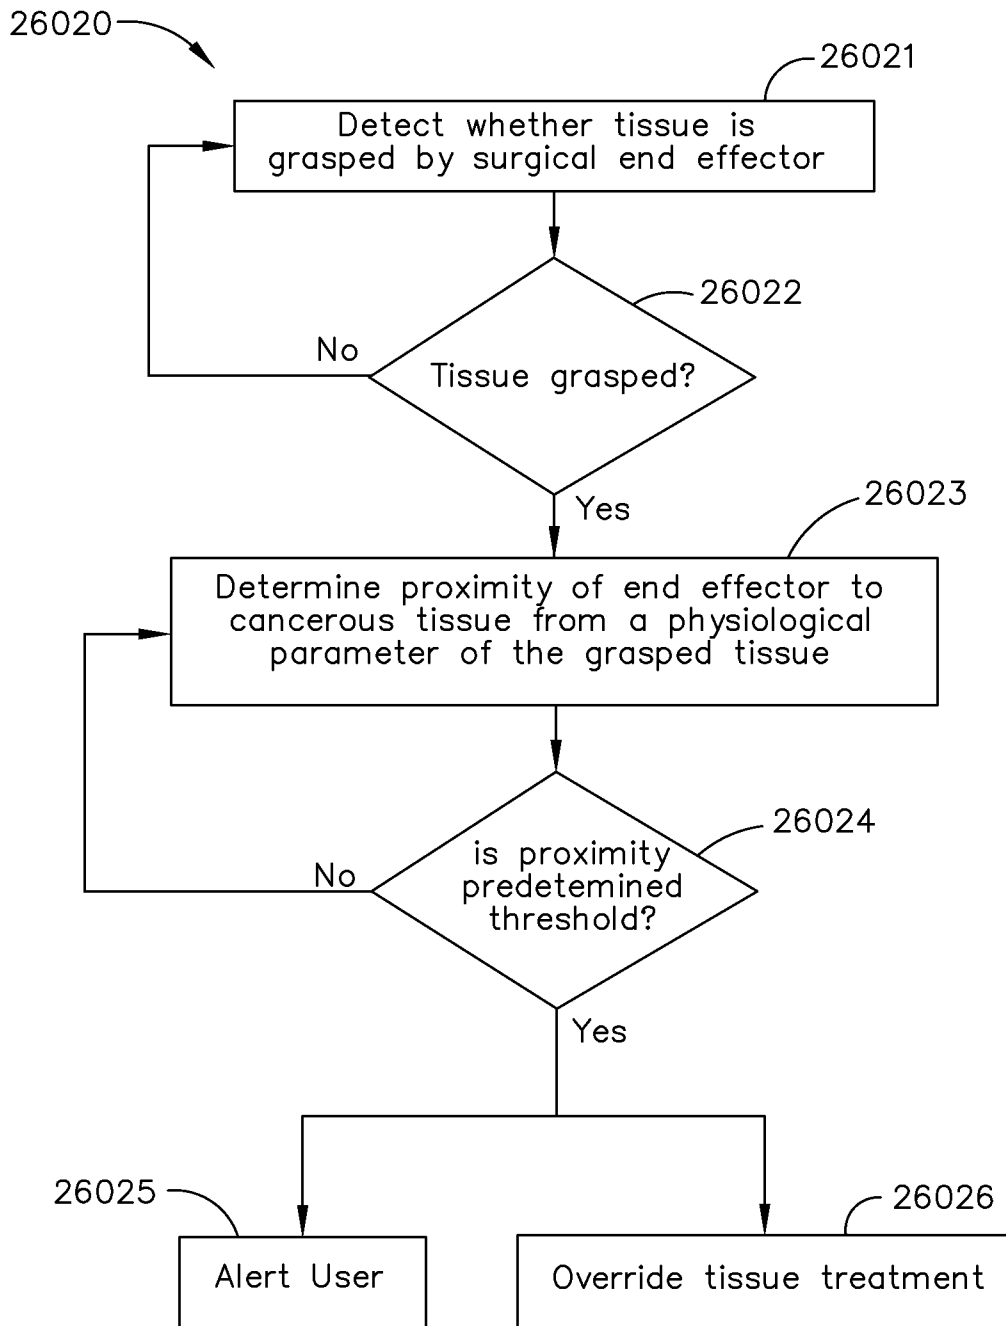 26020
26021
Detect whether tissue is
grasped by surgical end effector
26022
No
Tissue grasped?
Yes
26023
Determine proximity of end effector to
cancerous tissue from a physiological
parameter of the grasped tissue
26024
No
is proximity
predetemined
threshold?
Yes
26025
26026
Alert User
Override tissue treatment